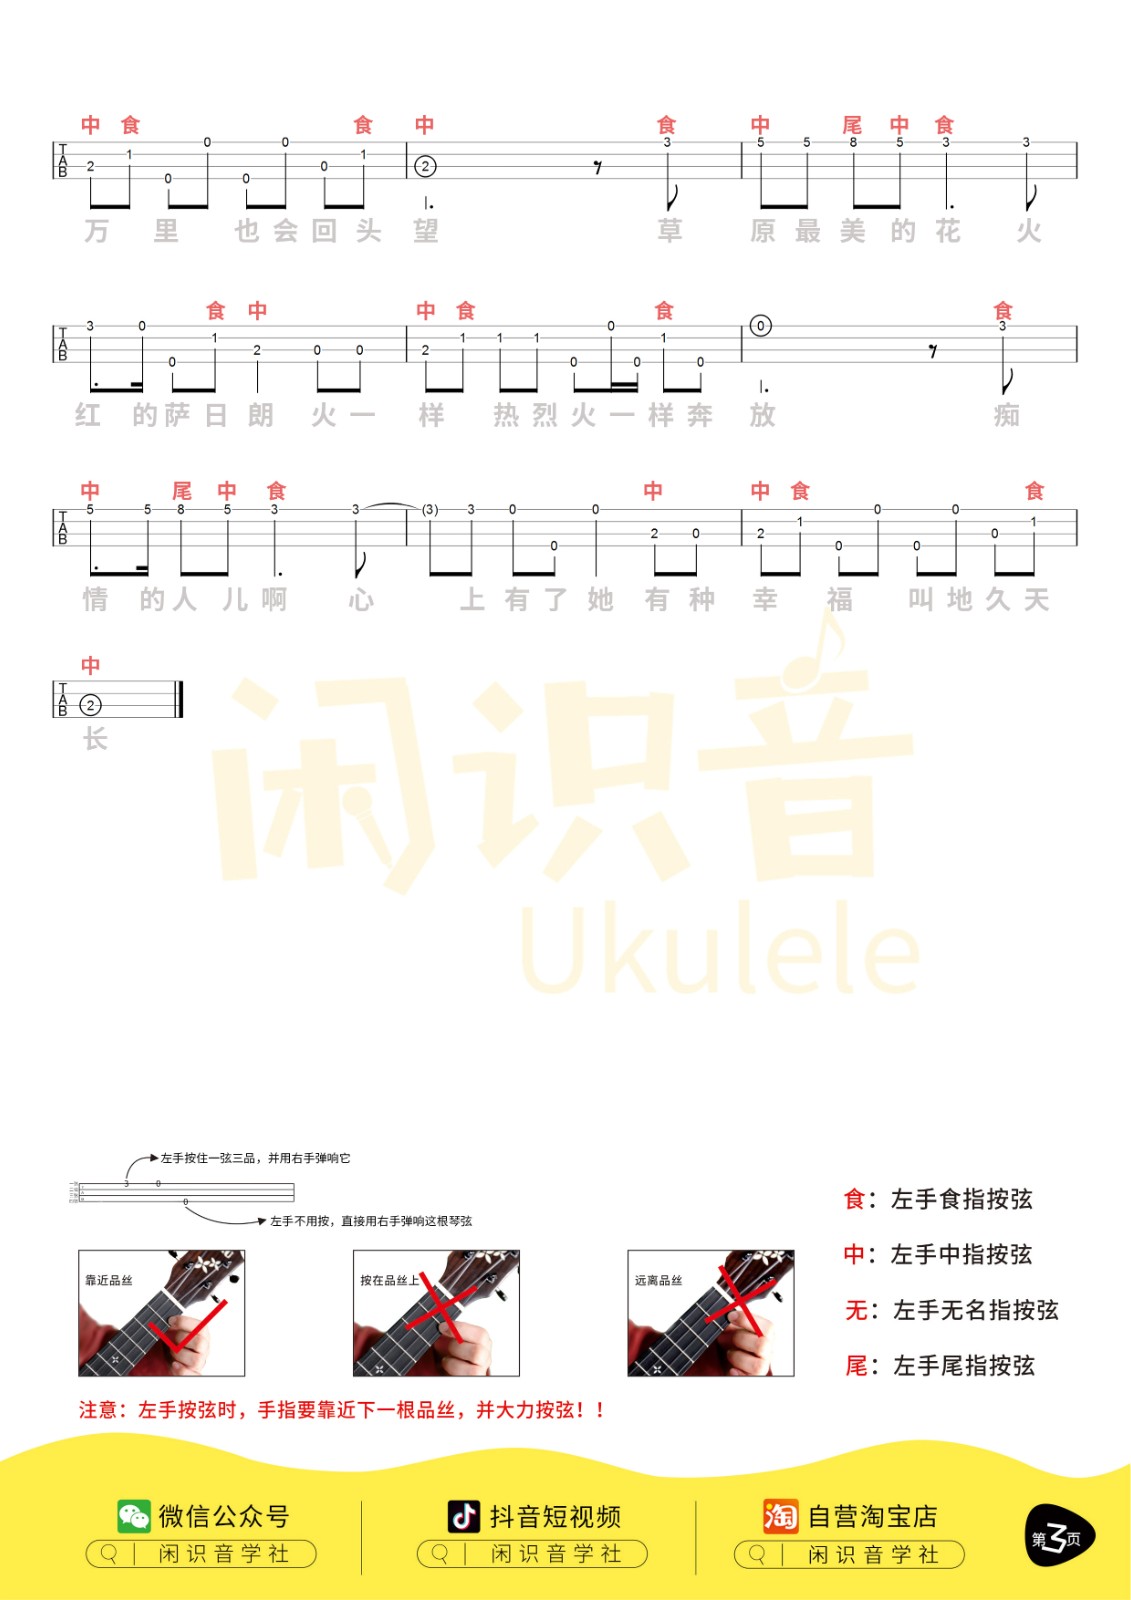 中 食 食 中 食 中 尾 中 食
TAB 2 1 0 0 0 0 0 1 2 3 5 5 8 5 3 3
万 里 也 会 回 头 望 草 原 最 美 的 花 火
食 中 中 食 食 食
TAB 3 0 0 1 2 0 0 2 1 1 1 0 0 0 1 0 0 3
红 的 萨 日 朗 火 一 样 热 烈 火 一 样 奔 放 痴
中 尾 中 食 中 中 食 食
TAB 5 5 8 5 3 3 (3) 3 0 0 0 2 0 2 1 0 0 0 0 0 1
情 的 人 儿 啊 心 上 有 了 她 有 种 幸 福 叫 地 久 天
中
TAB 2
长
闲识音
Ukulele
左手按住一弦三品，并用右手弹响它
3 0 0
左手不用按，直接用右手弹响这根琴弦
靠近品丝
按在品丝上
远离品丝
注意：左手按弦时，手指要靠近下一根品丝，并大力按弦！！
食：左手食指按弦
中：左手中指按弦
无：左手无名指按弦
尾：左手尾指按弦
微信公众号
闲识音学社
抖音短视频
闲识音学社
淘 自营淘宝店
闲识音学社
第3页